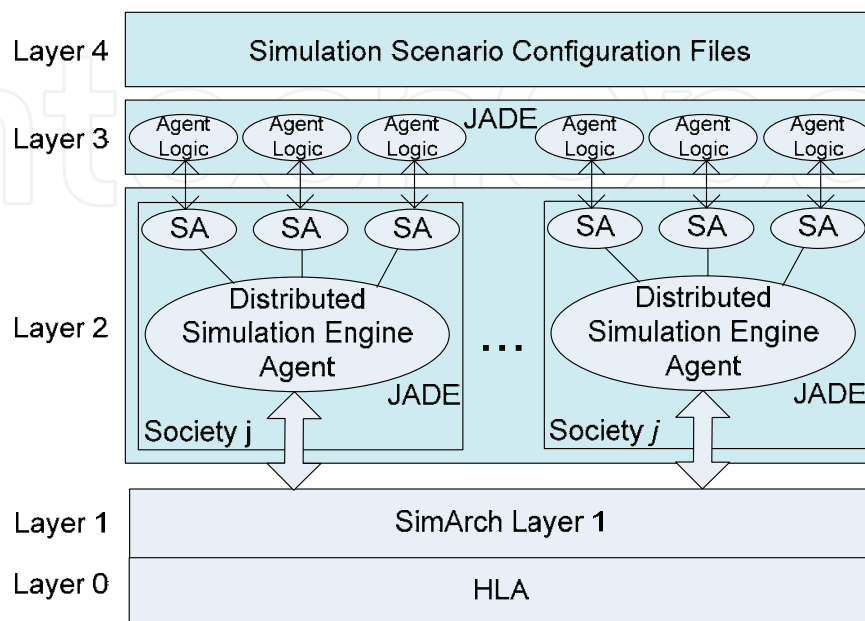 Layer 4
Simulation Scenario Configuration Files
Layer 3
JADE
Agent
Logic
Agent
Logic
Agent
Logic
Agent
Logic
Agent
Logic
Agent
Logic
Layer 2
SA
SA
SA
Distributed
Simulation Engine
Agent
JADE
Society j
...
SA
SA
SA
Distributed
Simulation Engine
Agent
JADE
Society j
Layer 1
SimArch Layer 1
Layer 0
HLA